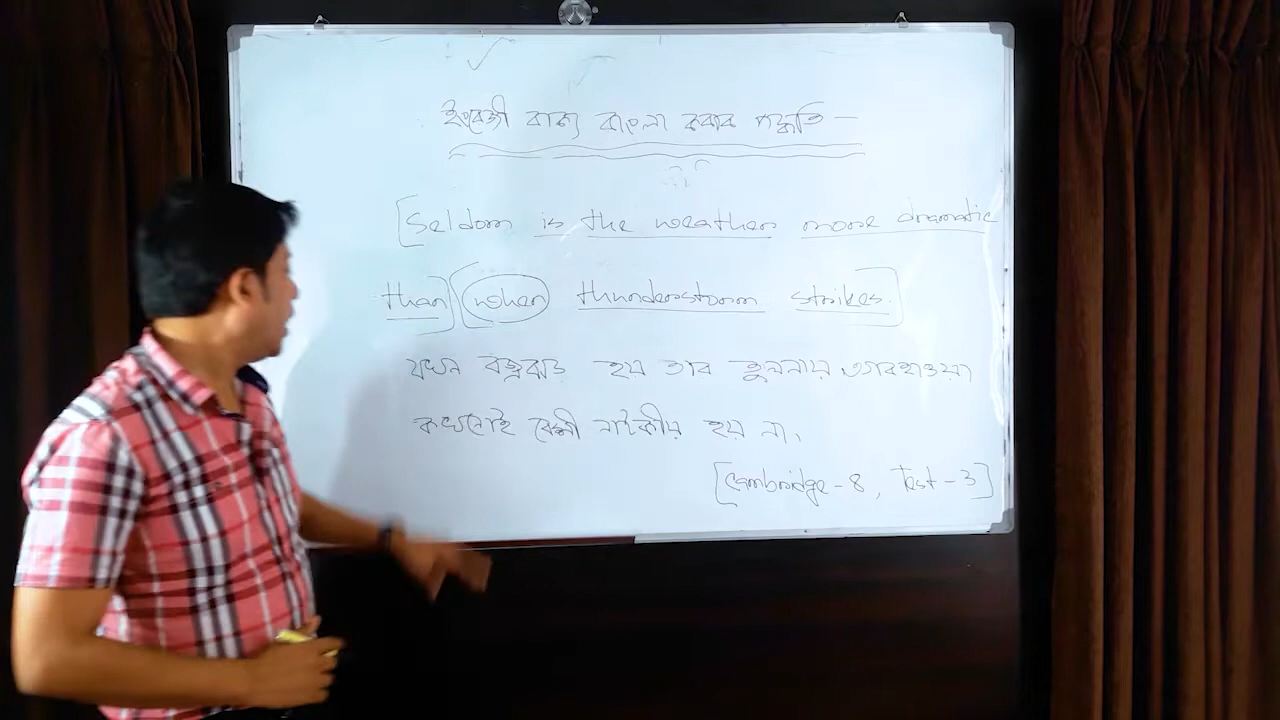 ইংরেজী বাক্য বাংলা করার পদ্ধতি —
[Seldom is the weather more dramatic
than] [when thunderstorm strikes.]
যখন বজ্রঝড় হয় তার তুলনায় আবহাওয়া
কখনোই বেশী নাটকীয় হয় না।
[Cambridge-8, Test-3]